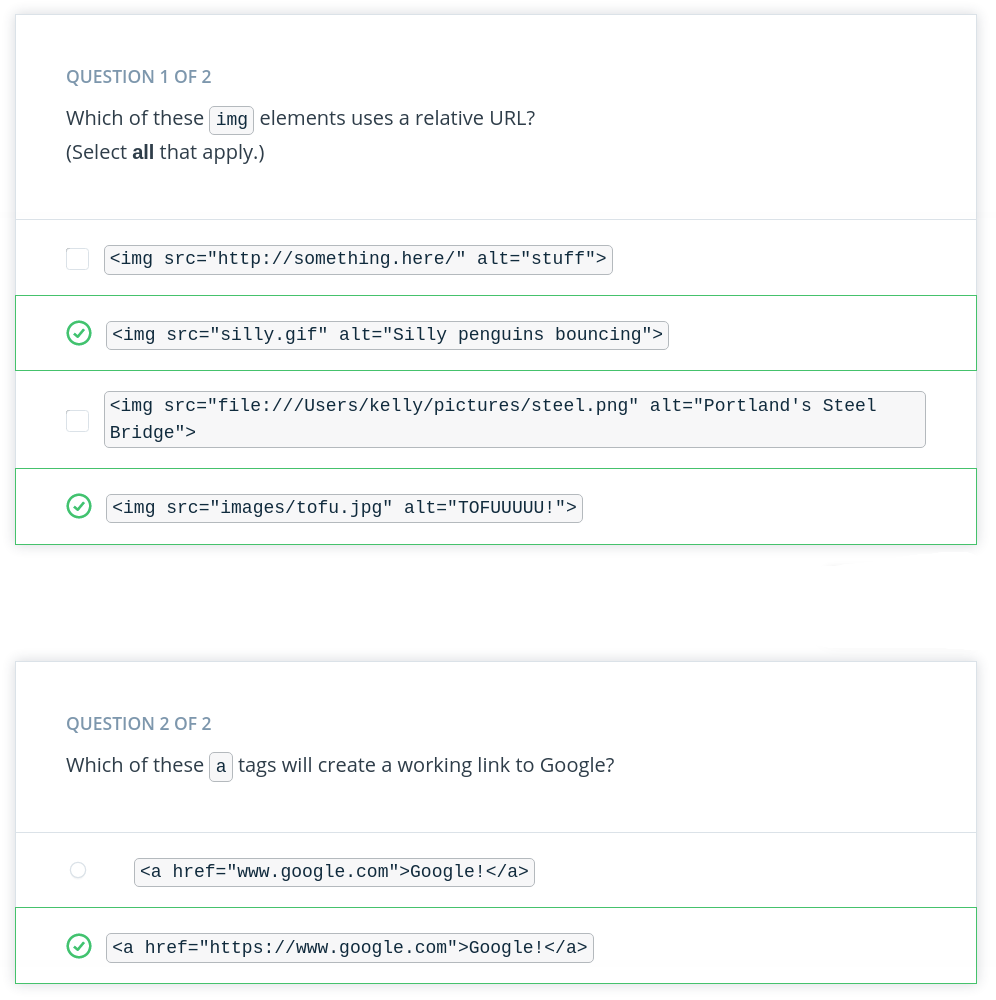 QUESTION 1 OF 2
Which of these img elements uses a relative URL?
(Select all that apply.)
<img src="http://something.here/" alt="stuff">
<img src="silly.gif" alt="Silly penguins bouncing">
<img src="file:///Users/kelly/pictures/steel.png" alt="Portland's Steel
Bridge">
<img src="images/tofu.jpg" alt="TOFUUUUU!">
QUESTION 2 OF 2
Which of these a tags will create a working link to Google?
<a href="www.google.com">Google!</a>
<a href="https://www.google.com">Google!</a>